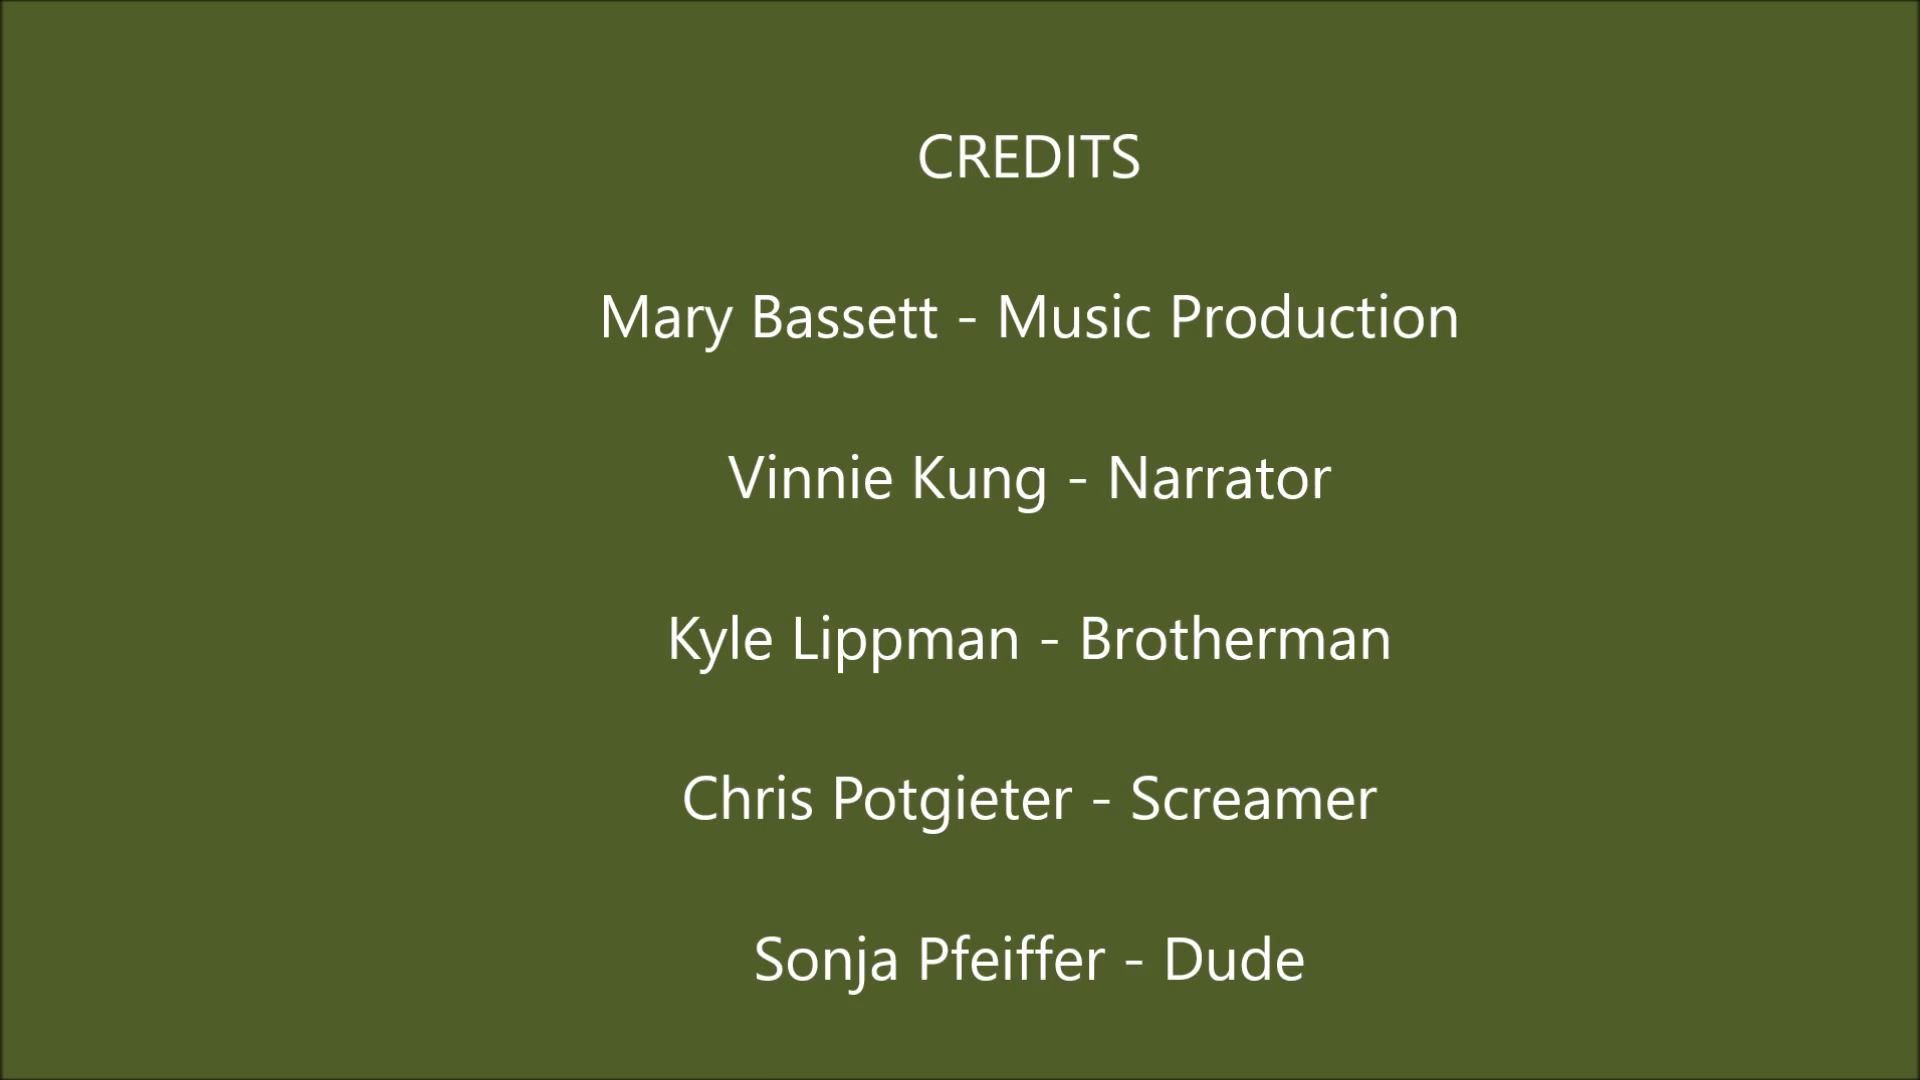 CREDITS
Mary Bassett - Music Production
Vinnie Kung - Narrator
Kyle Lippman - Brotherman
Chris Potgieter - Screamer
Sonja Pfeiffer - Dude